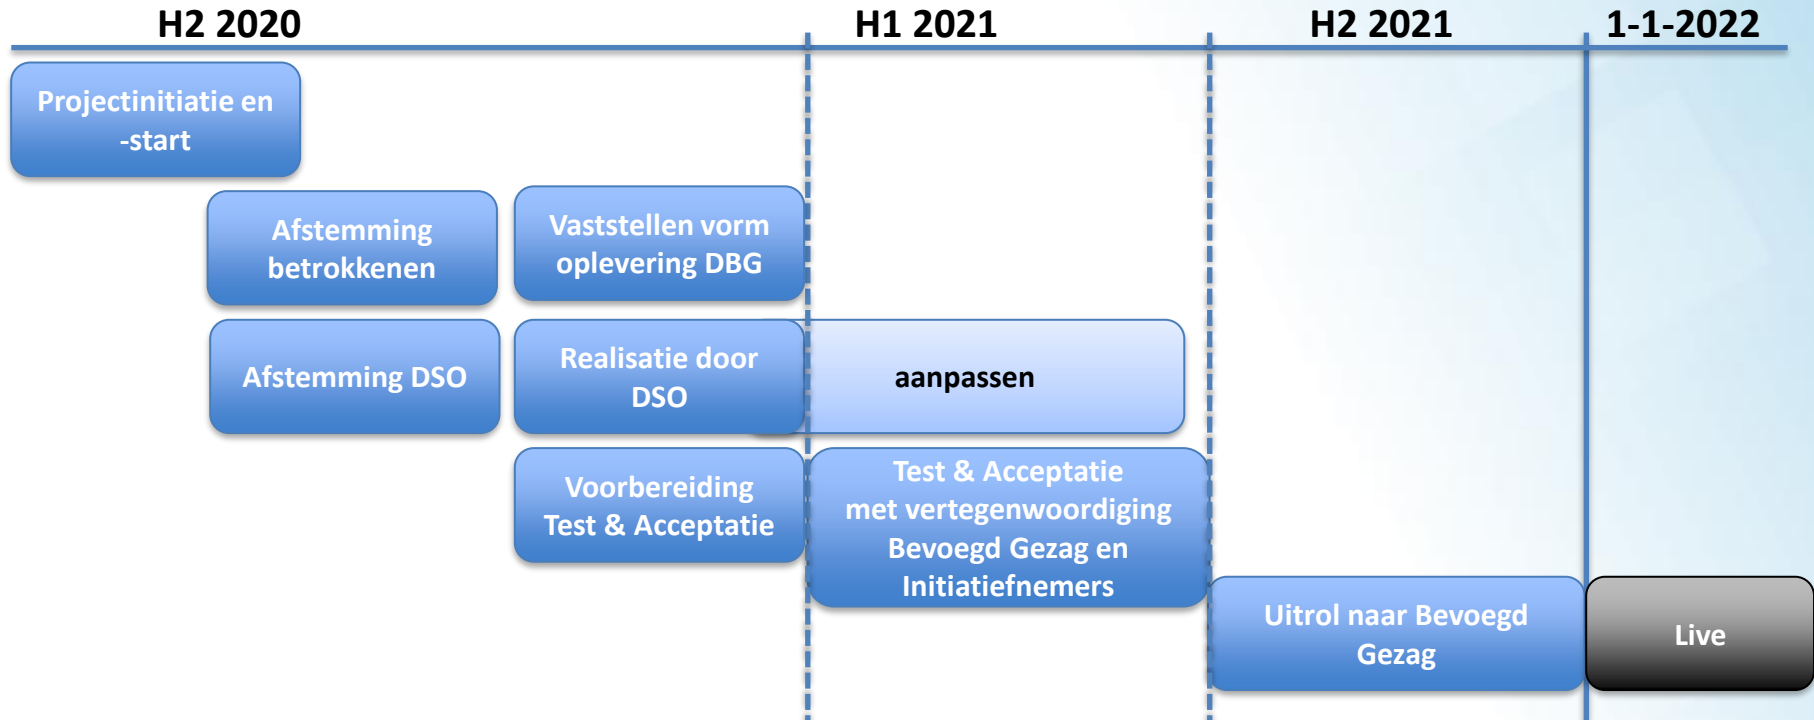 H2 2020
H1 2021
H2 2021
1-1-2022
Projectinitiatie en
-start
Afstemming
betrokkenen
Vaststellen vorm
oplevering DBG
Afstemming DSO
Realisatie door
DSO
aanpassen
Voorbereiding
Test & Acceptatie
Test & Acceptatie
met vertegenwoordiging
Bevoegd Gezag en
Initiatiefnemers
Uitrol naar Bevoegd
Gezag
Live